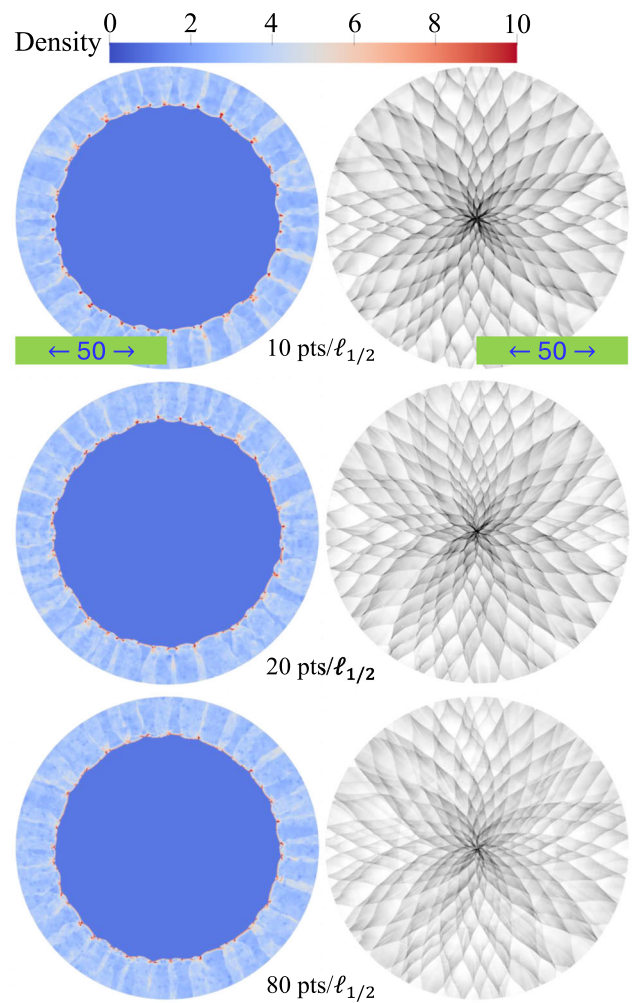 Density 0 2 4 6 8 10
← 50 → ← 50 →
10 pts/ℓ₁/₂
20 pts/ℓ₁/₂
80 pts/ℓ₁/₂